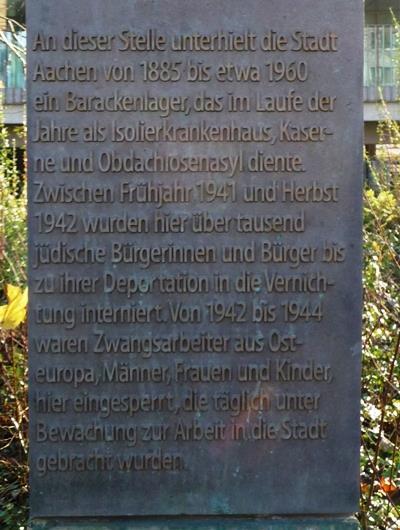 An dieser Stelle unterhielt die Stadt
Aachen von 1885 bis etwa 1960
ein Barackenlager, das im Laufe der
Jahre als Isolierkrankenhaus, Kaser-
ne und Obdachlosenasyl diente.
Zwischen Frühjahr 1941 und Herbst
1942 wurden hier über tausend
jüdische Bürgerinnen und Bürger bis
zu ihrer Deportation in die Vernich-
tung interniert. Von 1942 bis 1944
waren Zwangsarbeiter aus Ost-
europa, Männer, Frauen und Kinder,
hier eingesperrt, die täglich unter
Bewachung zur Arbeit in die Stadt
gebracht wurden.